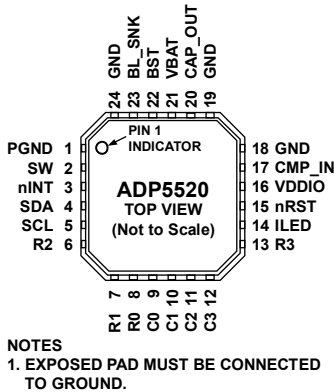 24 GND
23 BL_SNK
22 BST
21 VBAT
20 CAP_OUT
19 GND
PIN 1
INDICATOR
PGND 1
SW 2
nINT 3
SDA 4
SCL 5
R2 6
ADP5520
TOP VIEW
(Not to Scale)
18 GND
17 CMP_IN
16 VDDIO
15 nRST
14 ILED
13 R3
R1 7
R0 8
C0 9
C1 10
C2 11
C3 12
NOTES
1. EXPOSED PAD MUST BE CONNECTED
TO GROUND.